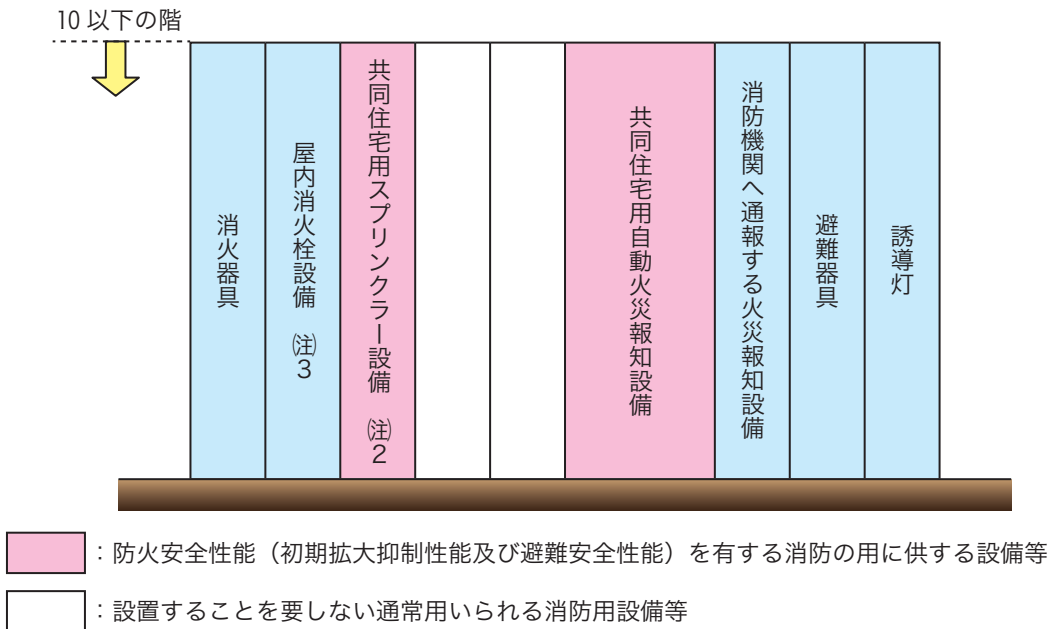 10 以下の階
消火器具
屋内消火栓設備 ㈟3
共同住宅用スプリンクラー設備 ㈟2
共同住宅用自動火災報知設備
消防機関へ通報する火災報知設備
避難器具
誘導灯
：防火安全性能（初期拡大抑制性能及び避難安全性能）を有する消防の用に供する設備等
：設置することを要しない通常用いられる消防用設備等